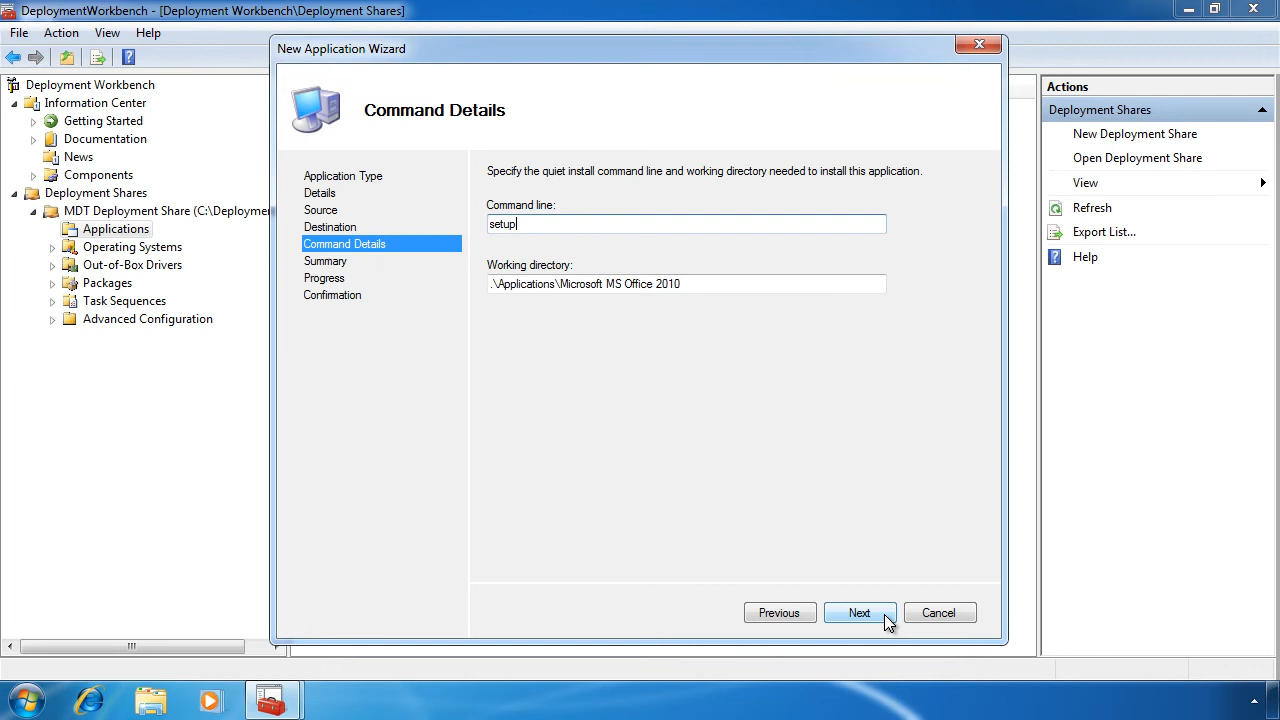 DeploymentWorkbench - [Deployment Workbench\Deployment Shares]
File Action View Help
New Application Wizard
Deployment Workbench
Information Center
Getting Started
Documentation
News
Components
Deployment Shares
MDT Deployment Share (C:\Deployme
Applications
Operating Systems
Out-of-Box Drivers
Packages
Task Sequences
Advanced Configuration
Command Details
Application Type
Details
Source
Destination
Command Details
Summary
Progress
Confirmation
Specify the quiet install command line and working directory needed to install this application.
Command line:
setup
Working directory:
.\Applications\Microsoft MS Office 2010
Previous Next Cancel
Actions
Deployment Shares
New Deployment Share
Open Deployment Share
View
Refresh
Export List...
Help